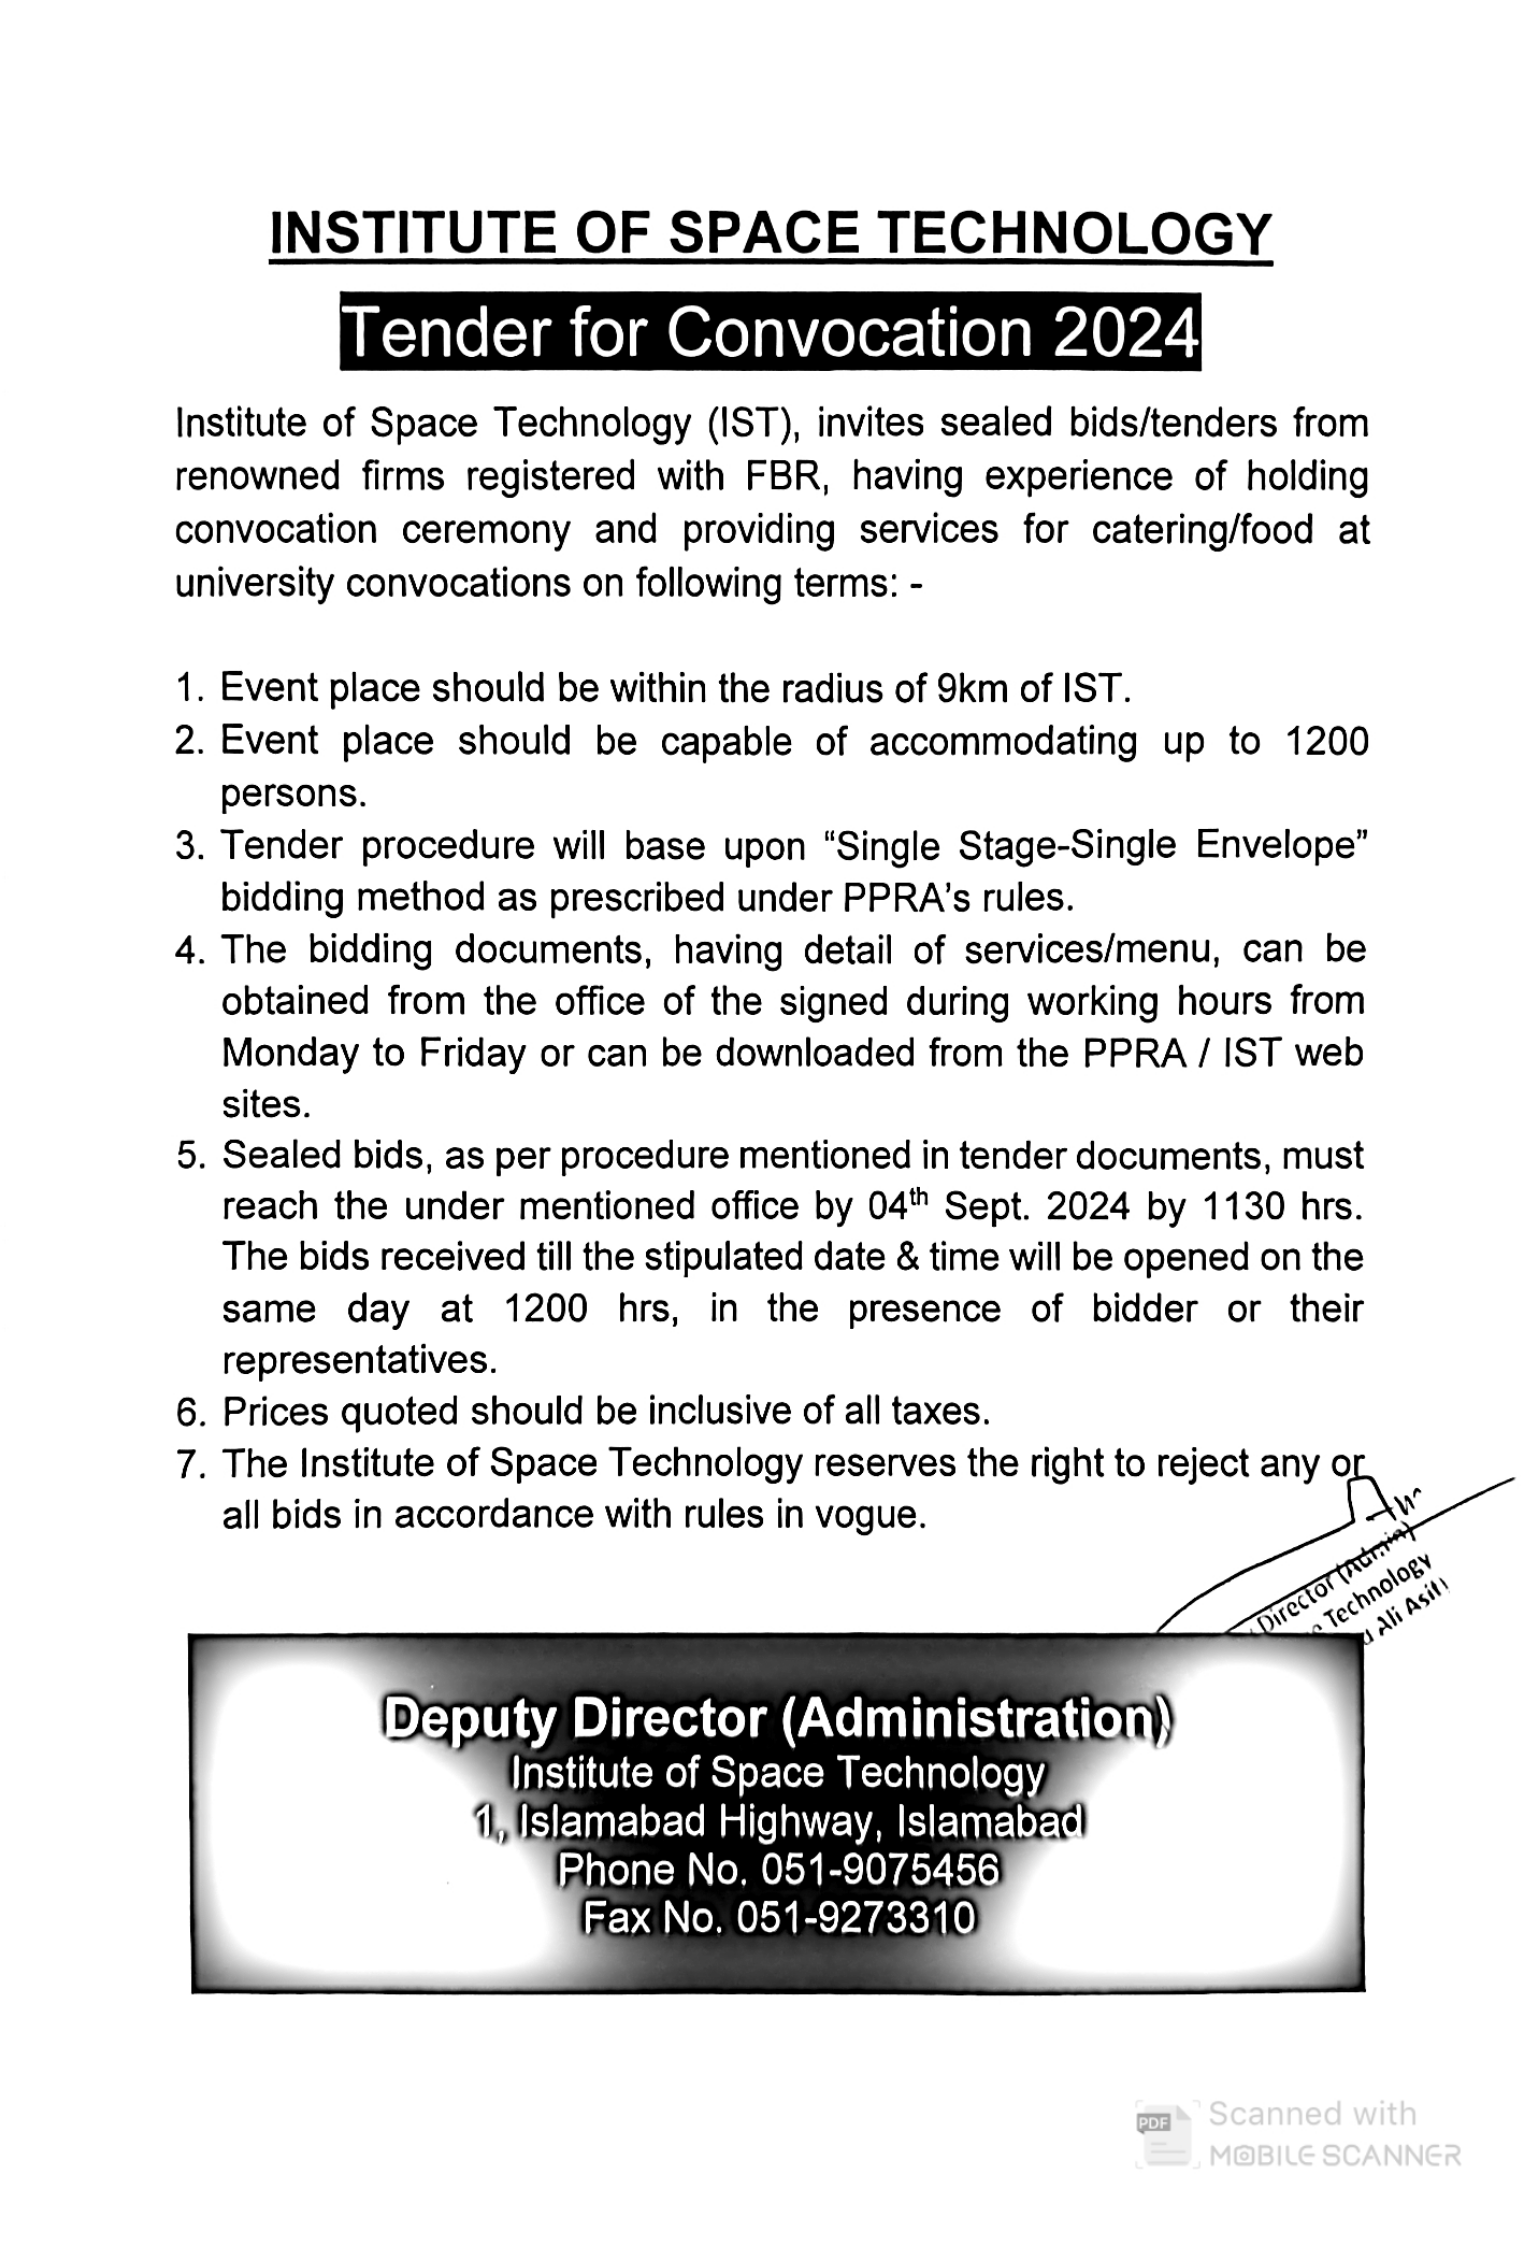 INSTITUTE OF SPACE TECHNOLOGY
Tender for Convocation 2024
Institute of Space Technology (IST), invites sealed bids/tenders from
renowned firms registered with FBR, having experience of holding
convocation ceremony and providing services for catering/food at
university convocations on following terms: -
1. Event place should be within the radius of 9km of IST.
2. Event place should be capable of accommodating up to 1200
persons.
3. Tender procedure will base upon “Single Stage-Single Envelope”
bidding method as prescribed under PPRA’s rules.
4. The bidding documents, having detail of services/menu, can be
obtained from the office of the signed during working hours from
Monday to Friday or can be downloaded from the PPRA / IST web
sites.
5. Sealed bids, as per procedure mentioned in tender documents, must
reach the under mentioned office by 04th Sept. 2024 by 1130 hrs.
The bids received till the stipulated date & time will be opened on the
same day at 1200 hrs, in the presence of bidder or their
representatives.
6. Prices quoted should be inclusive of all taxes.
7. The Institute of Space Technology reserves the right to reject any or
all bids in accordance with rules in vogue.
Director (Admin)
Technology
Ali Asif
Deputy Director (Administration)
Institute of Space Technology
1, Islamabad Highway, Islamabad
Phone No. 051-9075456
Fax No. 051-9273310
PDF
Scanned with
MOBILE SCANNER